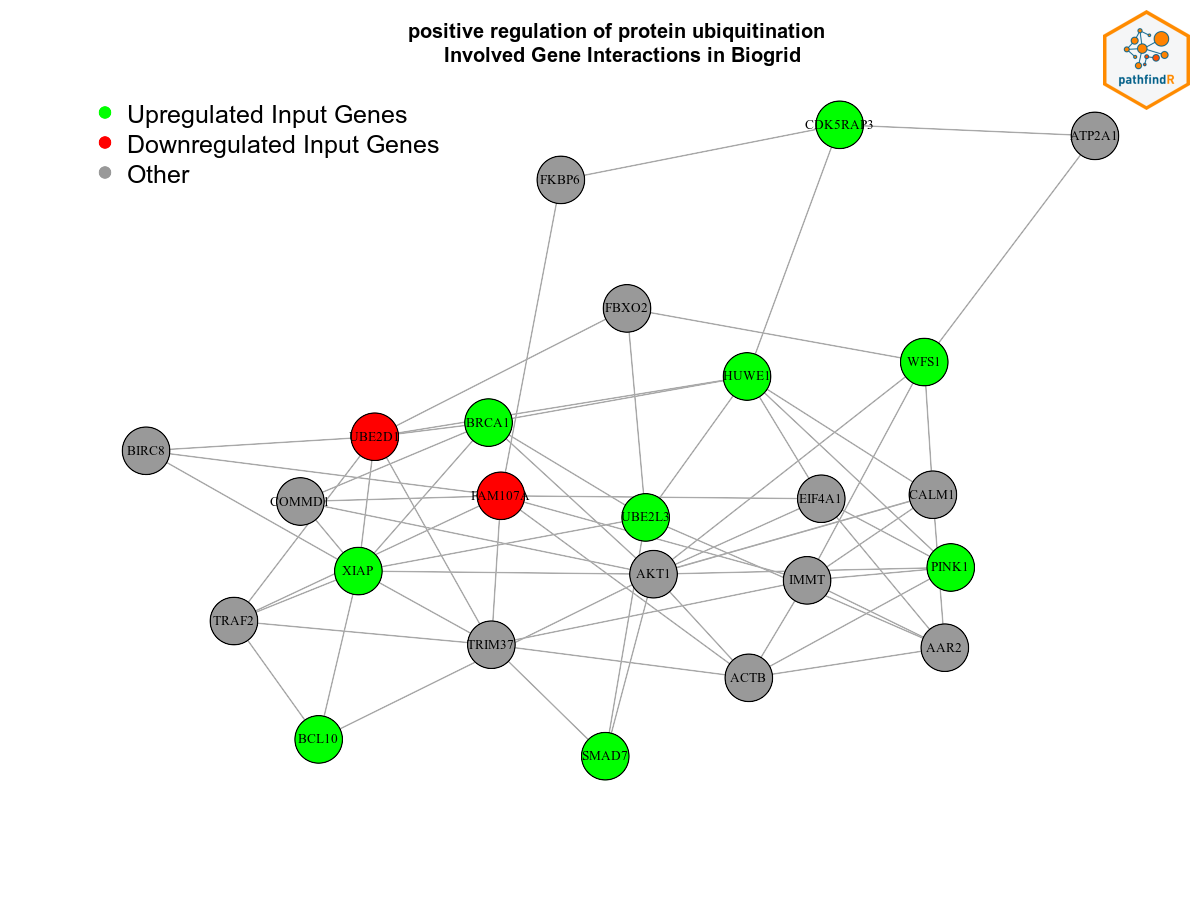 positive regulation of protein ubiquitination
Involved Gene Interactions in Biogrid
pathfindR
Upregulated Input Genes
Downregulated Input Genes
Other
CDK5RAP3
ATP2A1
FKBP6
FBXO2
WFS1
HUWE1
BRCA1
UBE2D1
BIRC8
COMMD1
FAM107A
EIF4A1
CALM1
UBE2L3
XIAP
AKT1
IMMT
PINK1
TRAF2
TRIM37
AAR2
ACTB
BCL10
SMAD7